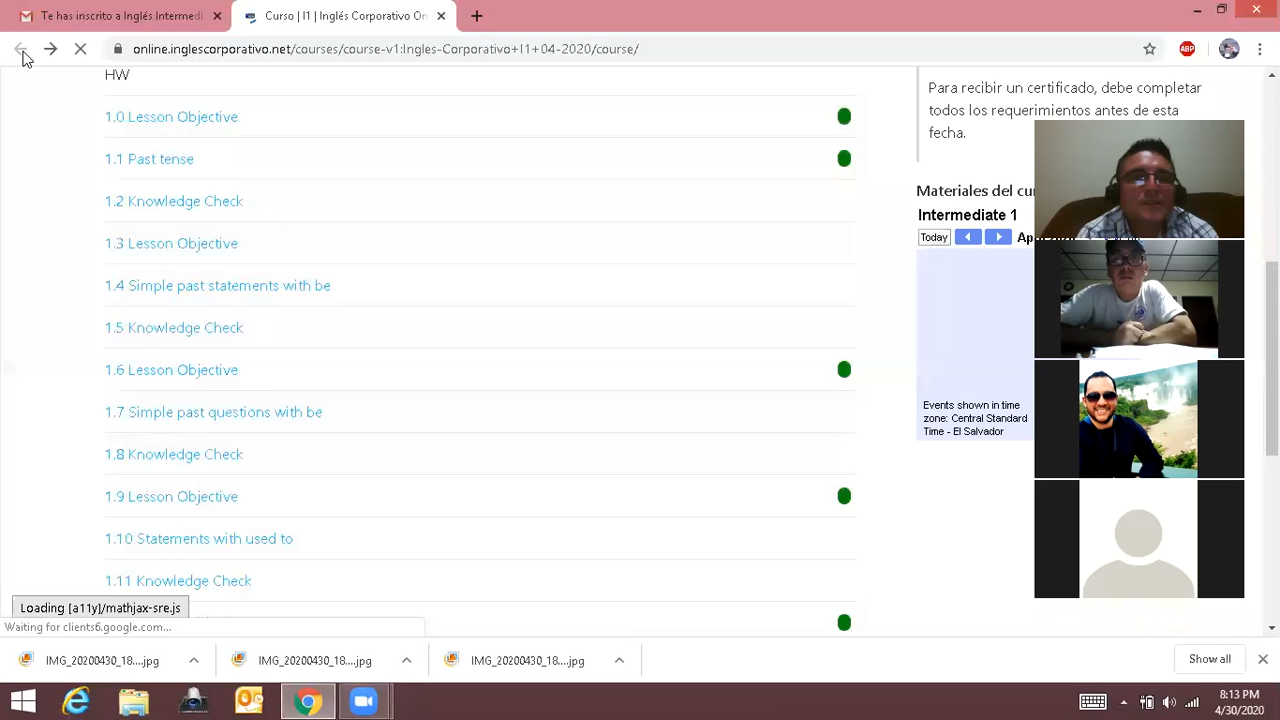 Te has inscrito a Inglés Intermedi
Curso | I1 | Inglés Corporativo On
online.inglescorporativo.net/courses/course-v1:Ingles-Corporativo+I1+04-2020/course/
ABP
HW
1.0 Lesson Objective
1.1 Past tense
1.2 Knowledge Check
1.3 Lesson Objective
1.4 Simple past statements with be
1.5 Knowledge Check
1.6 Lesson Objective
1.7 Simple past questions with be
1.8 Knowledge Check
1.9 Lesson Objective
1.10 Statements with used to
1.11 Knowledge Check
Para recibir un certificado, debe completar
todos los requerimientos antes de esta
fecha.
Materiales del cu
Intermediate 1
Today
Events shown in time
zone: Central Standard
Time - El Salvador
Loading [a11y]/mathjax-sre.js
Waiting for clients6.google.com...
IMG_20200430_18....jpg
IMG_20200430_18....jpg
IMG_20200430_18....jpg
Show all
8:13 PM
4/30/2020